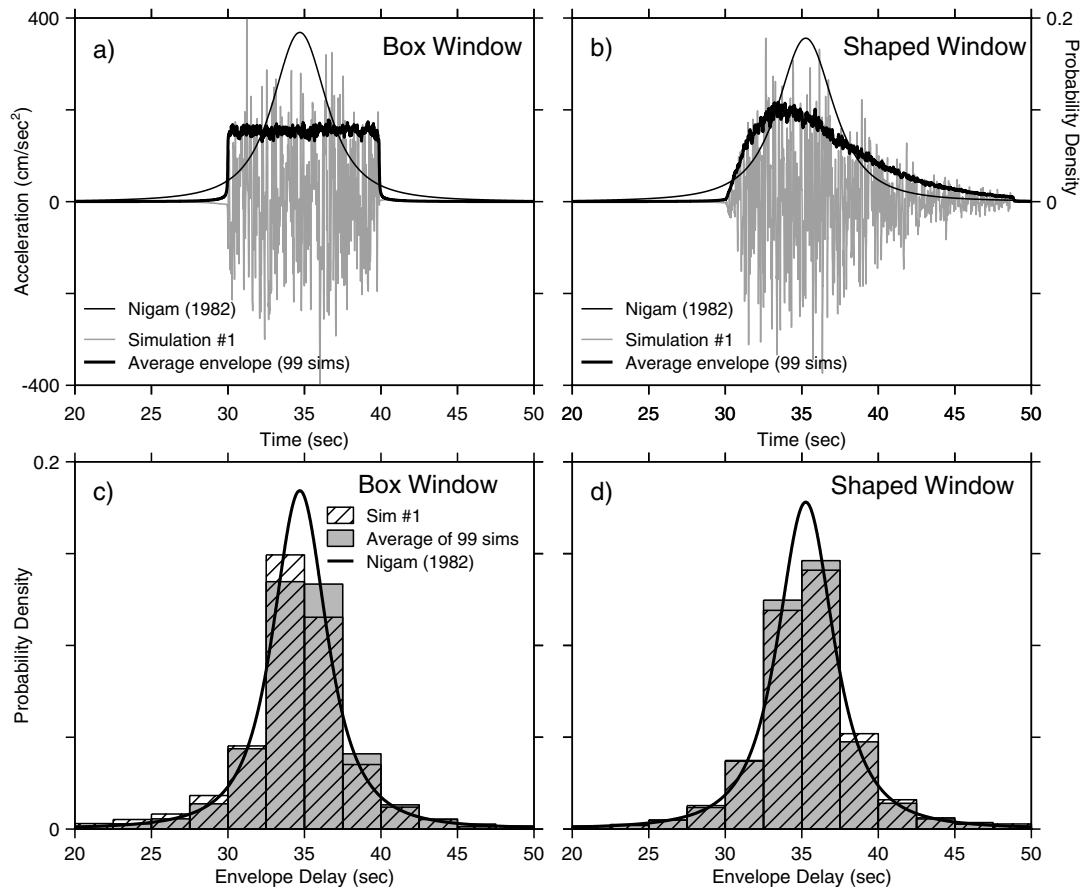 400
0
-400
Acceleration (cm/sec²)
a)
Box Window
Nigam (1982)
Simulation #1
Average envelope (99 sims)
20 25 30 35 40 45 50
Time (sec)
b)
Shaped Window
0.2
0
Probability Density
Nigam (1982)
Simulation #1
Average envelope (99 sims)
20 25 30 35 40 45 50
Time (sec)
0.2
0
Probability Density
c)
Box Window
Sim #1
Average of 99 sims
Nigam (1982)
20 25 30 35 40 45 50
Envelope Delay (sec)
d)
Shaped Window
20 25 30 35 40 45 50
Envelope Delay (sec)